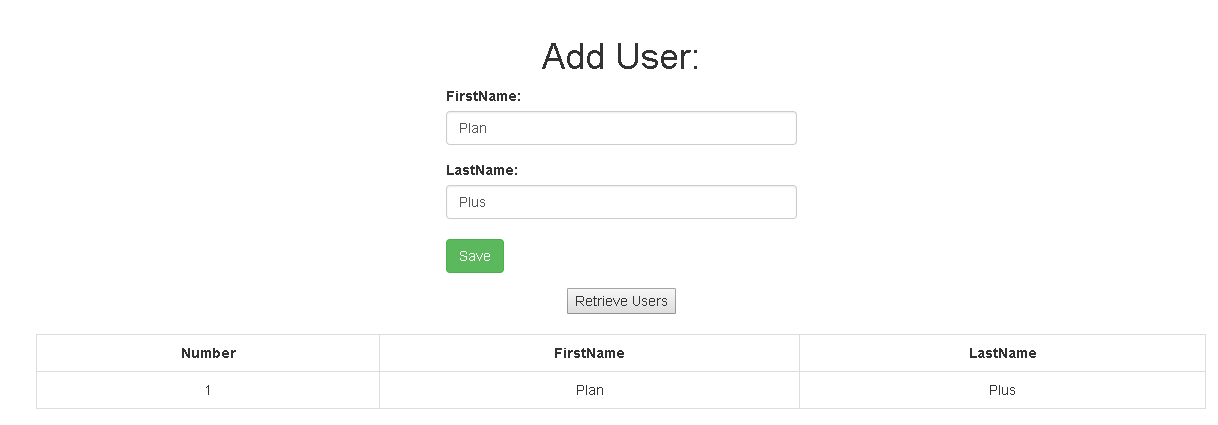 Add User:
FirstName:
Plan
LastName:
Plus
Save
Retrieve Users
Number FirstName LastName
1 Plan Plus